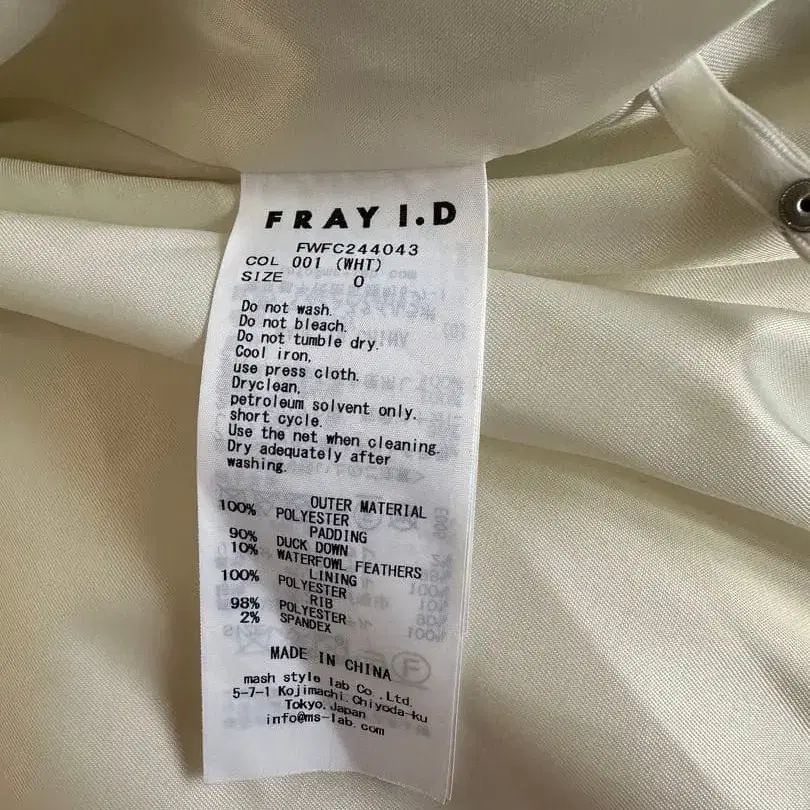 FRAY I.D
FWFC244043
COL 001 (WHT)
SIZE 0
Do not wash.
Do not bleach.
Do not tumble dry.
Cool iron,
use press cloth.
Dryclean,
petroleum solvent only.
short cycle.
Use the net when cleaning.
Dry adequately after
washing.
OUTER MATERIAL
100% POLYESTER
PADDING
90% DUCK DOWN
10% WATERFOWL FEATHERS
LINING
100% POLYESTER
RIB
98% POLYESTER
2% SPANDEX
MADE IN CHINA
mash style lab Co.,Ltd.
5-7-1 Kojimachi.Chiyoda-ku
Tokyo.Japan
info@ms-lab.com